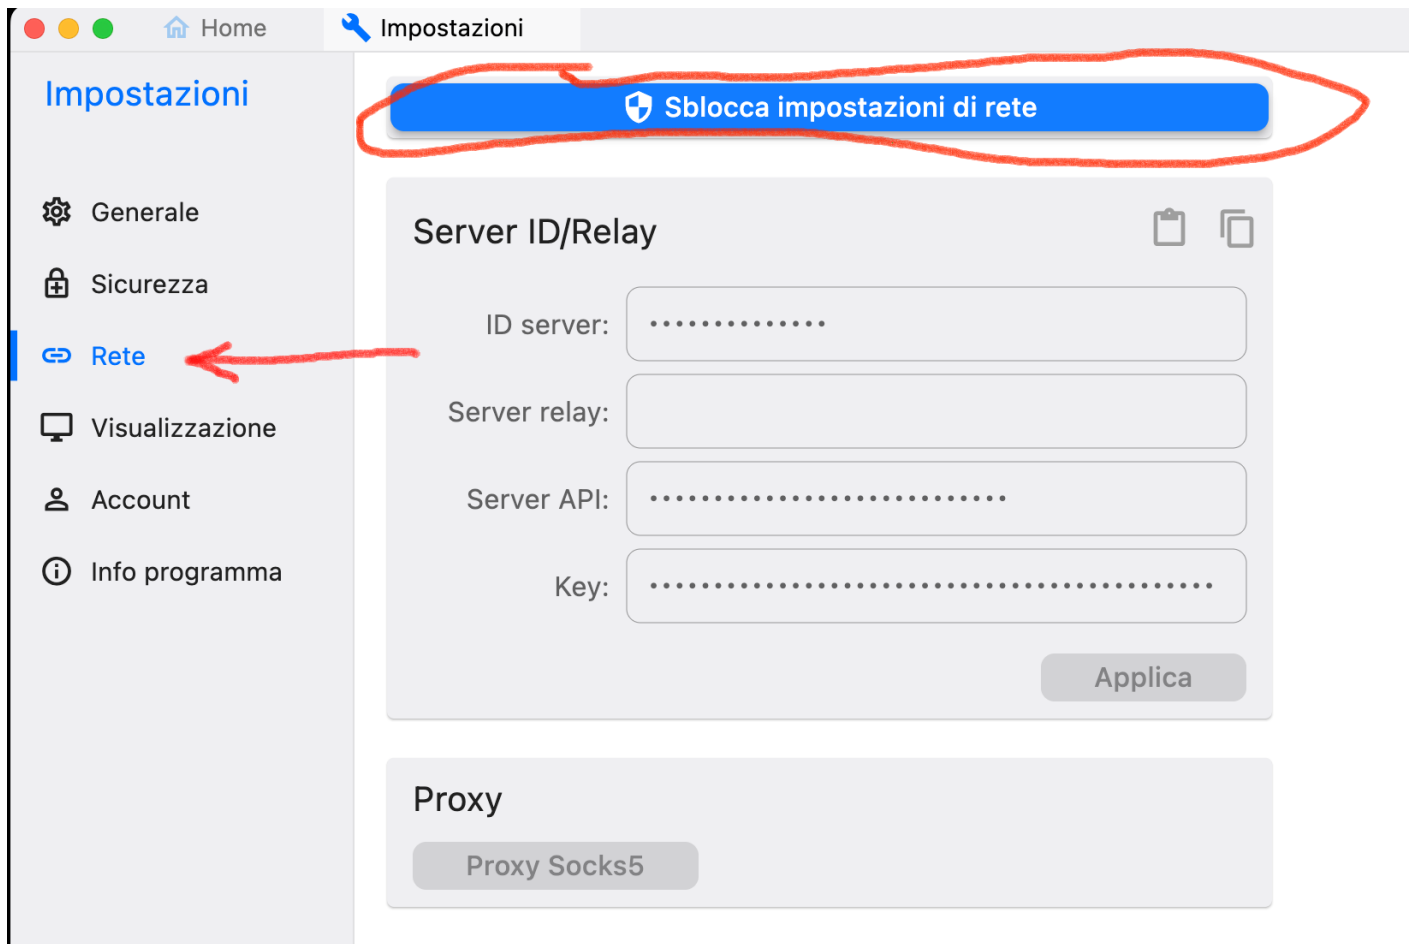 Home
Impostazioni
Impostazioni
Generale
Sicurezza
Rete
Visualizzazione
Account
Info programma
Sblocca impostazioni di rete
Server ID/Relay
ID server: ••••••••••••••
Server relay:
Server API: ••••••••••••••••••••••••••••
Key: ••••••••••••••••••••••••••••••••••••••••••••
Applica
Proxy
Proxy Socks5